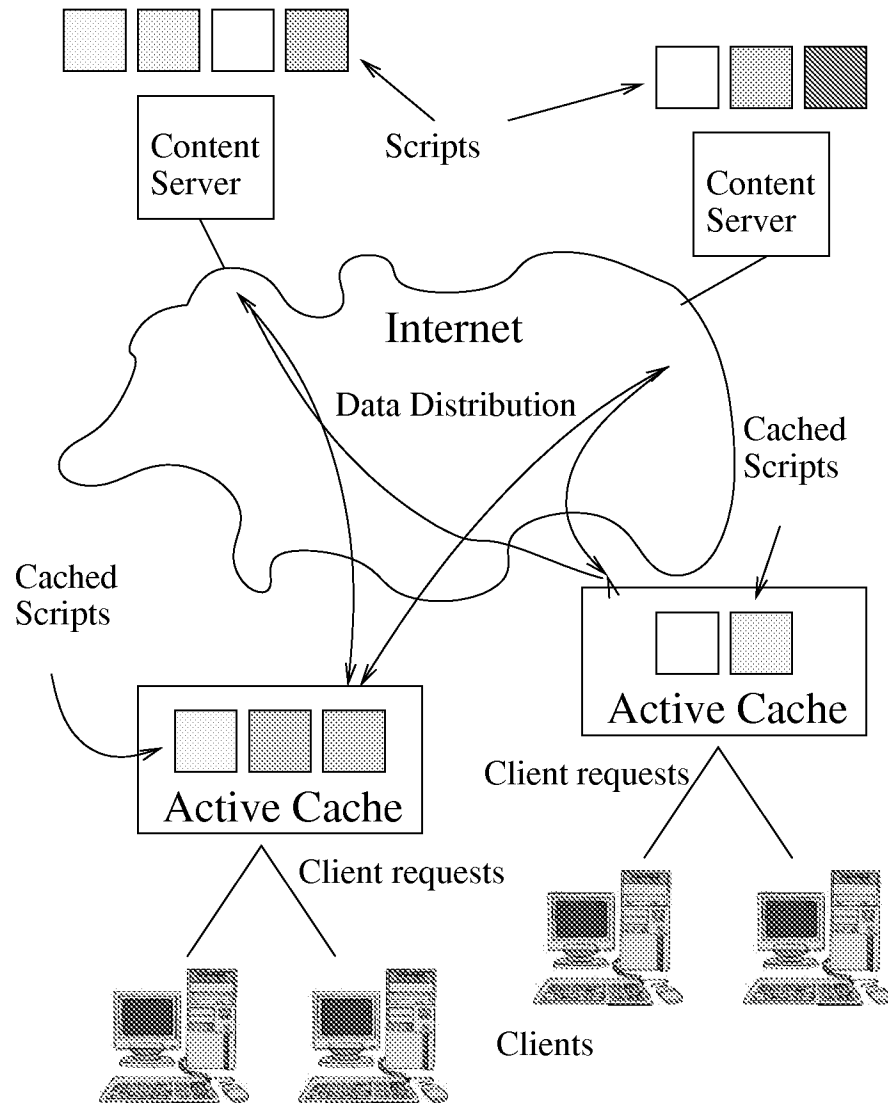 Scripts
Content
Server
Content
Server
Internet
Data Distribution
Cached
Scripts
Cached
Scripts
Active Cache
Client requests
Active Cache
Client requests
Clients